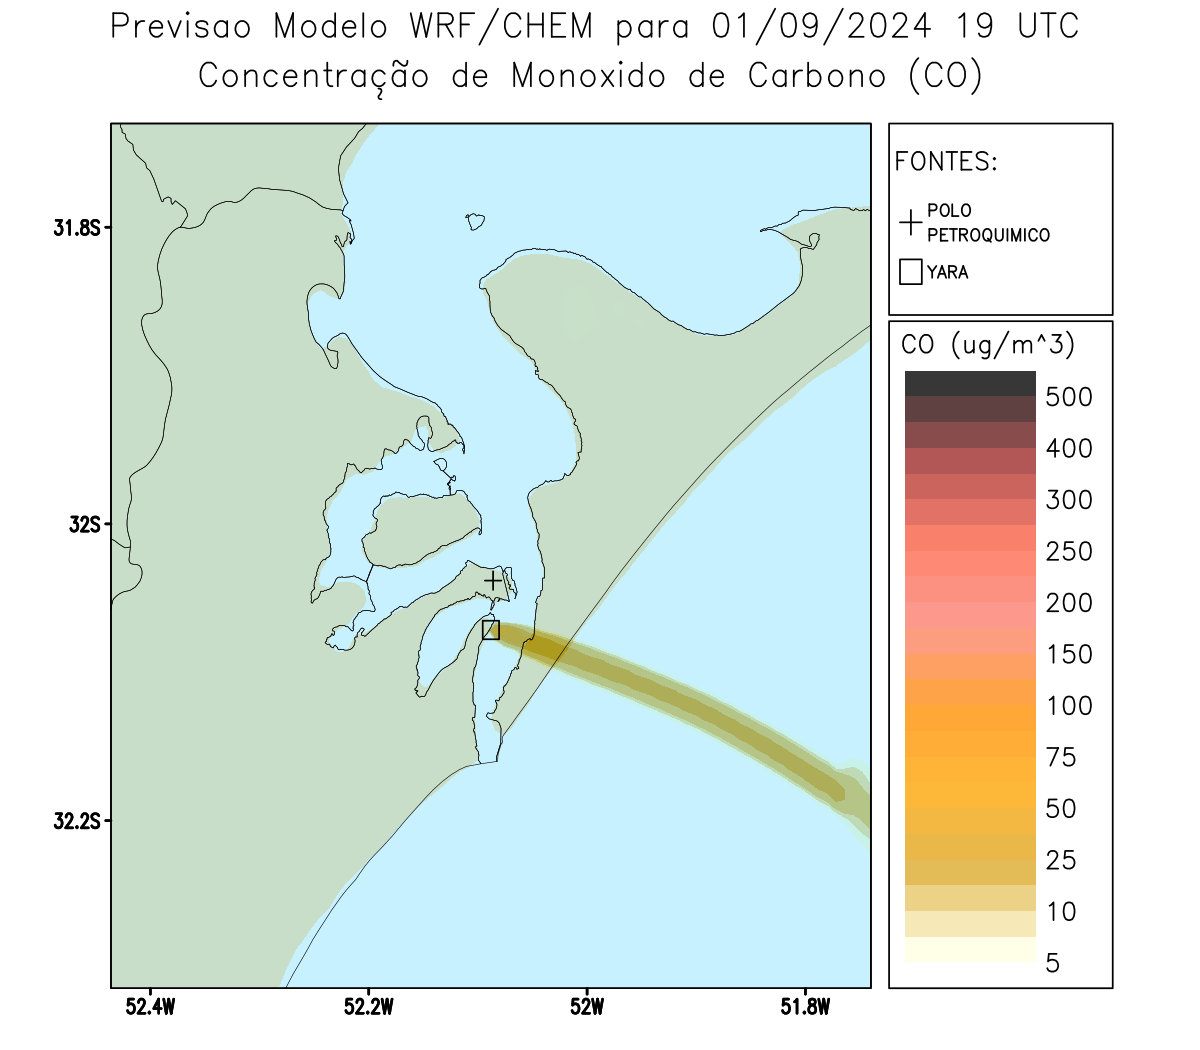 Previsao Modelo WRF/CHEM para 01/09/2024 19 UTC
Concentração de Monoxido de Carbono (CO)
FONTES:
POLO
PETROQUIMICO
YARA
CO (ug/m^3)
500
400
300
250
200
150
100
75
50
25
10
5
31.8S
32S
32.2S
52.4W
52.2W
52W
51.8W